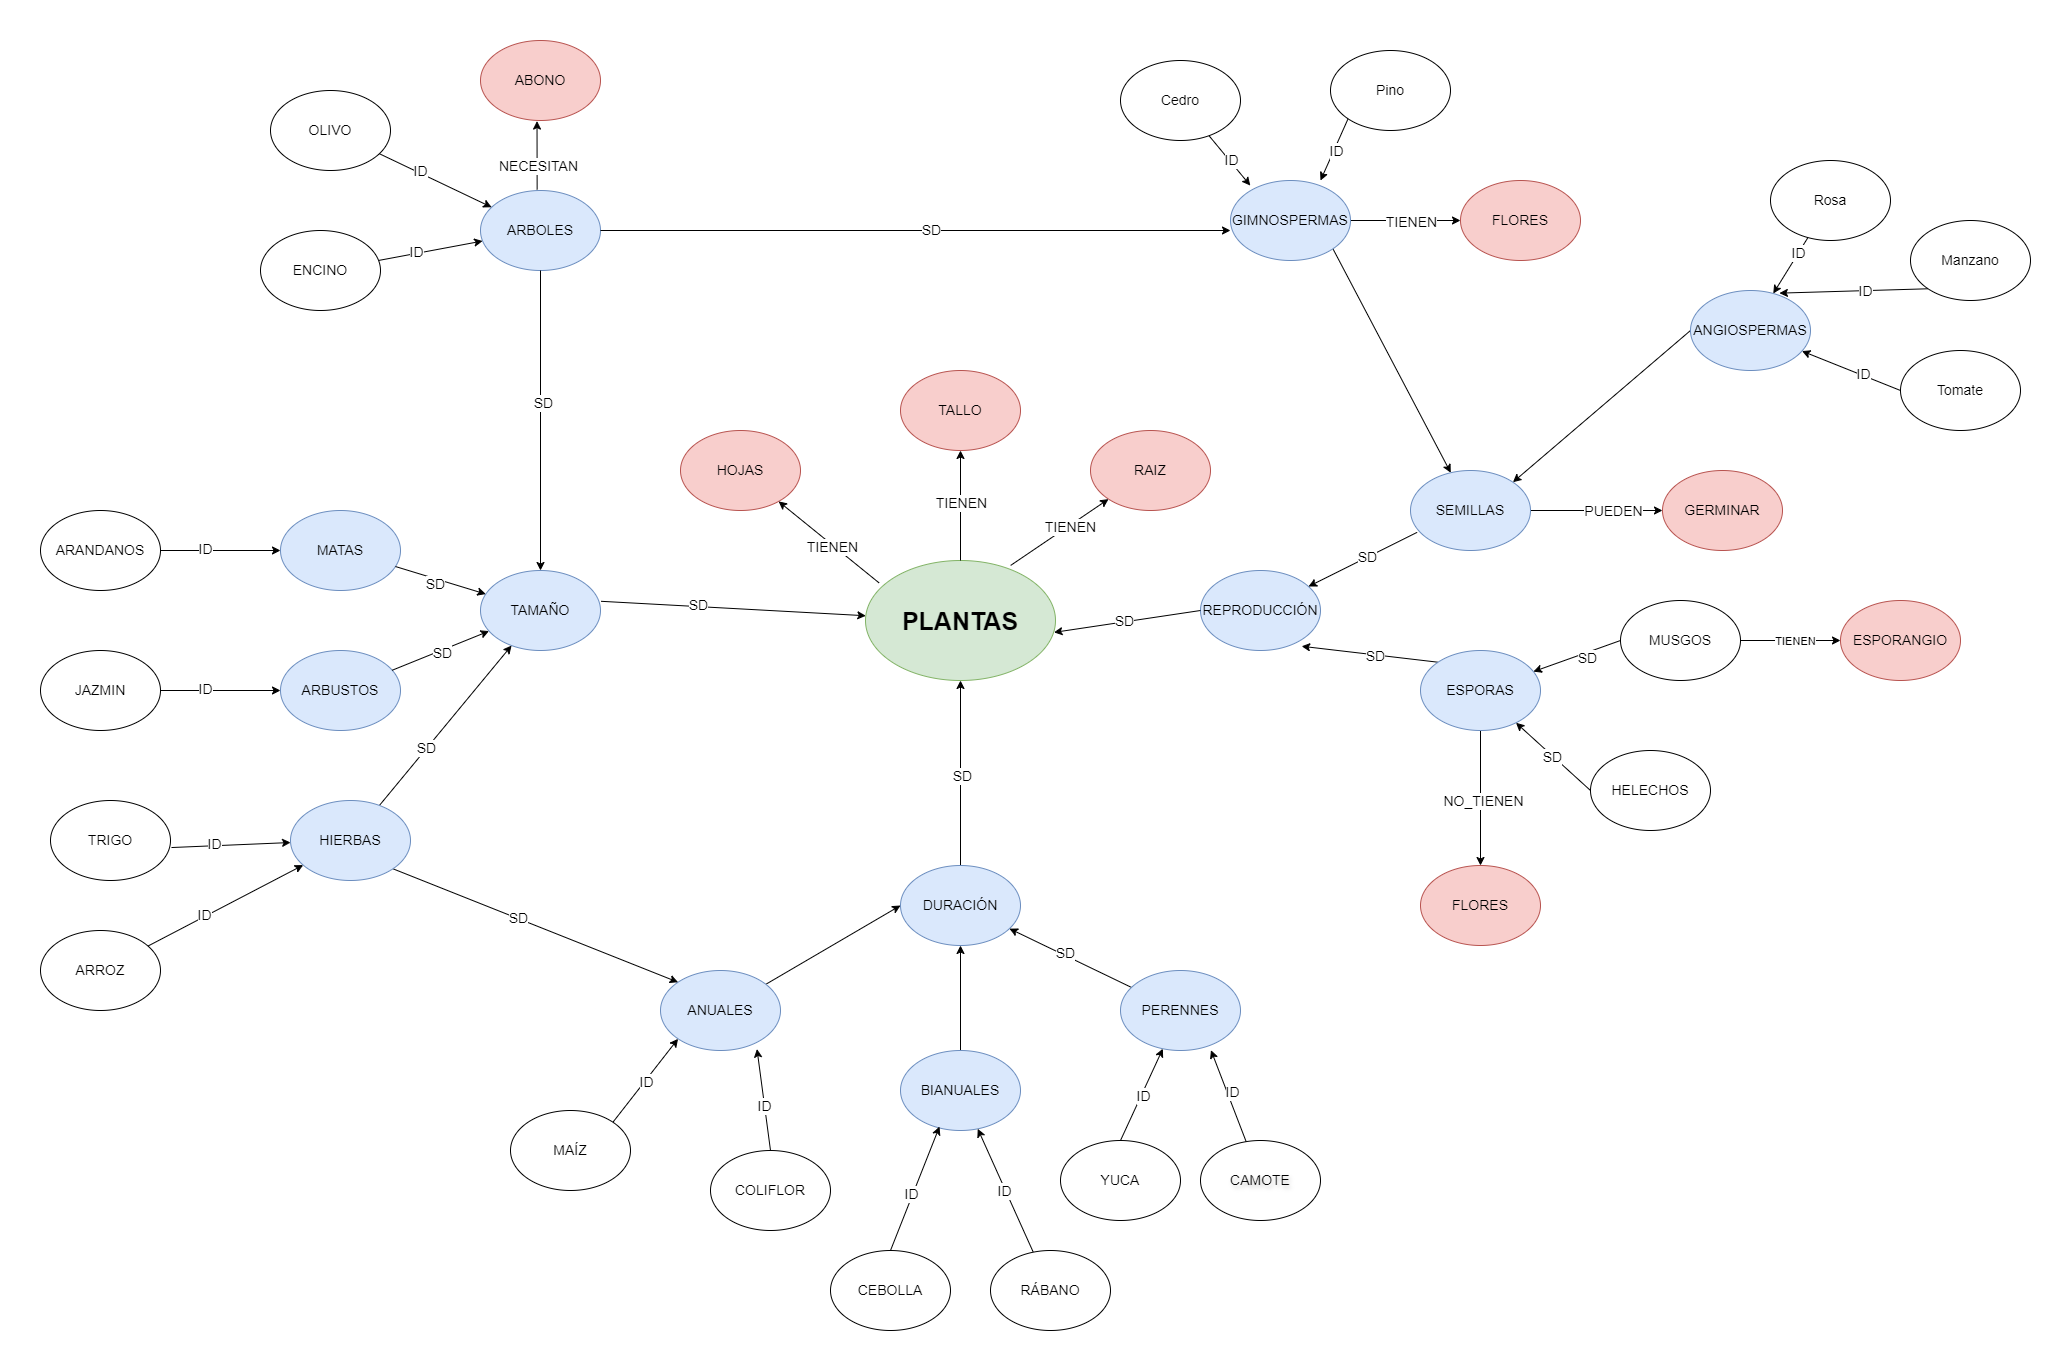 ABONO
Cedro
Pino
OLIVO
ID
NECESITAN
ID
ID
ENCINO
ID
ARBOLES
SD
GIMNOSPERMAS
TIENEN
FLORES
Rosa
ID
Manzano
ID
ANGIOSPERMAS
ID
Tomate
SD
HOJAS
TALLO
RAIZ
TIENEN
TIENEN
TIENEN
SEMILLAS
PUEDEN
GERMINAR
ARANDANOS
ID
MATAS
SD
TAMAÑO
SD
PLANTAS
SD
REPRODUCCIÓN
SD
SD
ESPORAS
SD
MUSGOS
TIENEN
ESPORANGIO
JAZMIN
ID
ARBUSTOS
SD
SD
SD
HELECHOS
NO_TIENEN
FLORES
TRIGO
ID
HIERBAS
ARROZ
ID
SD
SD
DURACIÓN
SD
ANUALES
PERENNES
BIANUALES
ID
ID
ID
ID
MAÍZ
COLIFLOR
YUCA
CAMOTE
ID
ID
CEBOLLA
RÁBANO